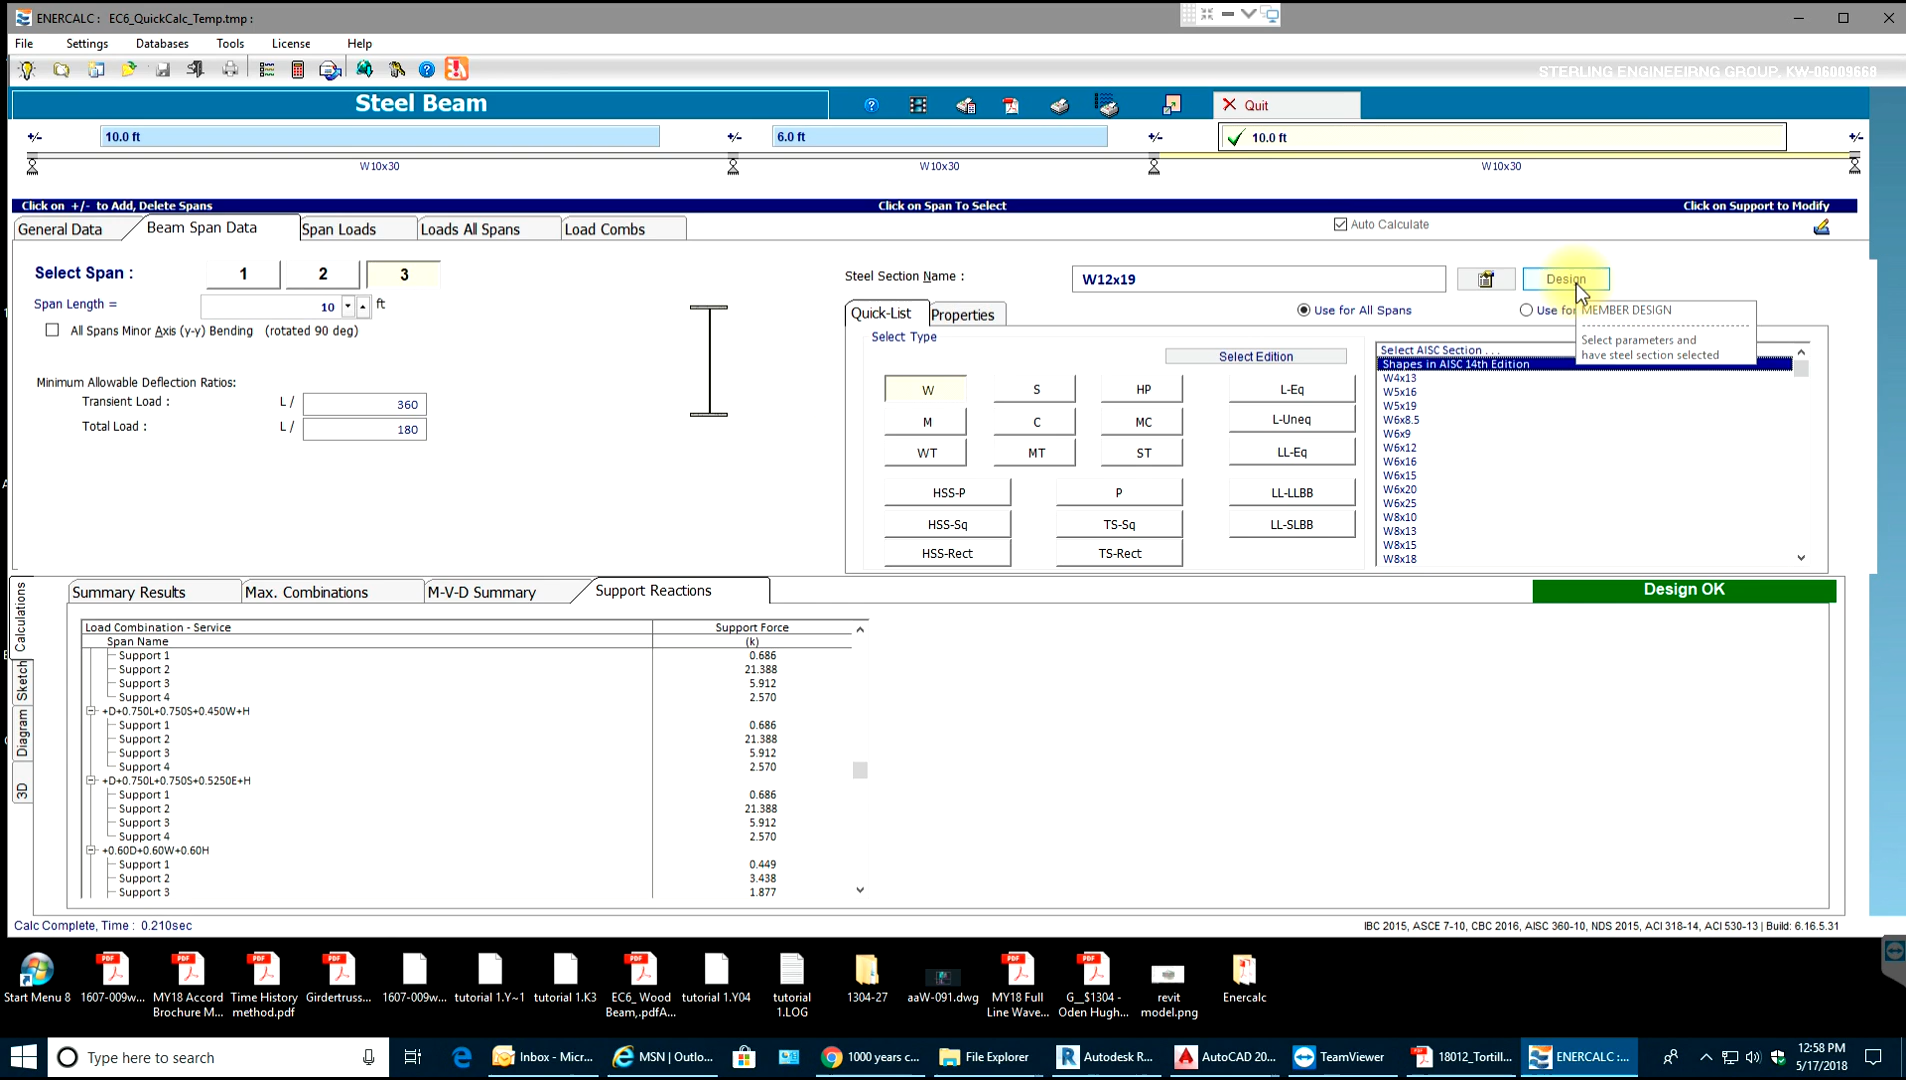 ENERCALC : EC6_QuickCalc_Temp.tmp :
File Settings Databases Tools License Help
STERLING ENGINEEIRNG GROUP, KW-06009668
Steel Beam
Quit
+/- 10.0 ft +/- 6.0 ft +/- 10.0 ft +/-
W10x30 W10x30 W10x30
Click on +/- to Add, Delete Spans Click on Span To Select Click on Support to Modify
General Data Beam Span Data Span Loads Loads All Spans Load Combs
Auto Calculate
Select Span : 1 2 3
Span Length = 10 ft
All Spans Minor Axis (y-y) Bending (rotated 90 deg)
Minimum Allowable Deflection Ratios:
Transient Load : L / 360
Total Load : L / 180
Steel Section Name : W12x19 Design
Quick-List Properties
Use for All Spans Use for
MEMBER DESIGN
Select parameters and
have steel section selected
Select Type
Select Edition
W S HP L-Eq
M C MC L-Uneq
WT MT ST LL-Eq
HSS-P P LL-LLBB
HSS-Sq TS-Sq LL-SLBB
HSS-Rect TS-Rect
Select AISC Section . . .
Shapes in AISC 14th Edition
W4x13
W5x16
W5x19
W6x8.5
W6x9
W6x12
W6x16
W6x15
W6x20
W6x25
W8x10
W8x13
W8x15
W8x18
Calculations
Sketch
Diagram
3D
Summary Results Max. Combinations M-V-D Summary Support Reactions
Design OK
Load Combination - Service Support Force
Span Name (k)
Support 1 0.686
Support 2 21.388
Support 3 5.912
Support 4 2.570
+D+0.750L+0.750S+0.450W+H
Support 1 0.686
Support 2 21.388
Support 3 5.912
Support 4 2.570
+D+0.750L+0.750S+0.5250E+H
Support 1 0.686
Support 2 21.388
Support 3 5.912
Support 4 2.570
+0.60D+0.60W+0.60H
Support 1 0.449
Support 2 3.438
Support 3 1.877
Calc Complete, Time : 0.210sec
IBC 2015, ASCE 7-10, CBC 2016, AISC 360-10, NDS 2015, ACI 318-14, ACI 530-13 | Build: 6.16.5.31
Start Menu 8
1607-009w...
MY18 Accord
Brochure M...
Time History
method.pdf
Girdertruss...
1607-009w...
tutorial 1.Y~1
tutorial 1.K3
EC6_ Wood
Beam,.pdfA...
tutorial 1.Y04
tutorial
1.LOG
1304-27
aaW-091.dwg
MY18 Full
Line Wave...
G__$1304 -
Oden Hugh...
revit
model.png
Enercalc
Type here to search
Inbox - Micr...
MSN | Outlo...
1000 years c...
File Explorer
Autodesk R...
AutoCAD 20...
TeamViewer
18012_Tortill...
ENERCALC :...
12:58 PM
5/17/2018